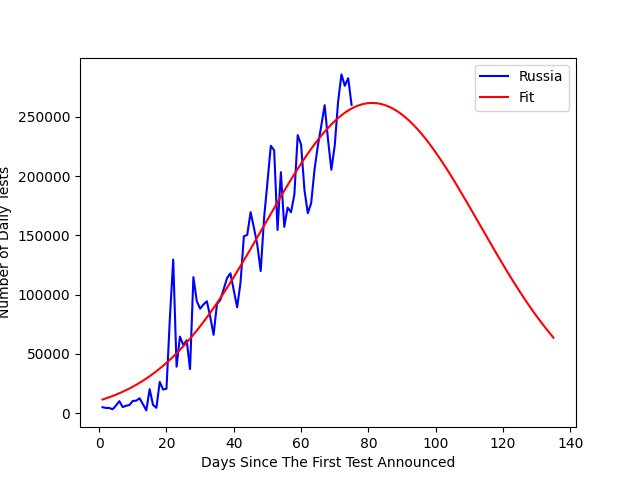 Russia
Fit
250000
200000
150000
100000
50000
0
Number of Daily Tests
0 20 40 60 80 100 120 140
Days Since The First Test Announced